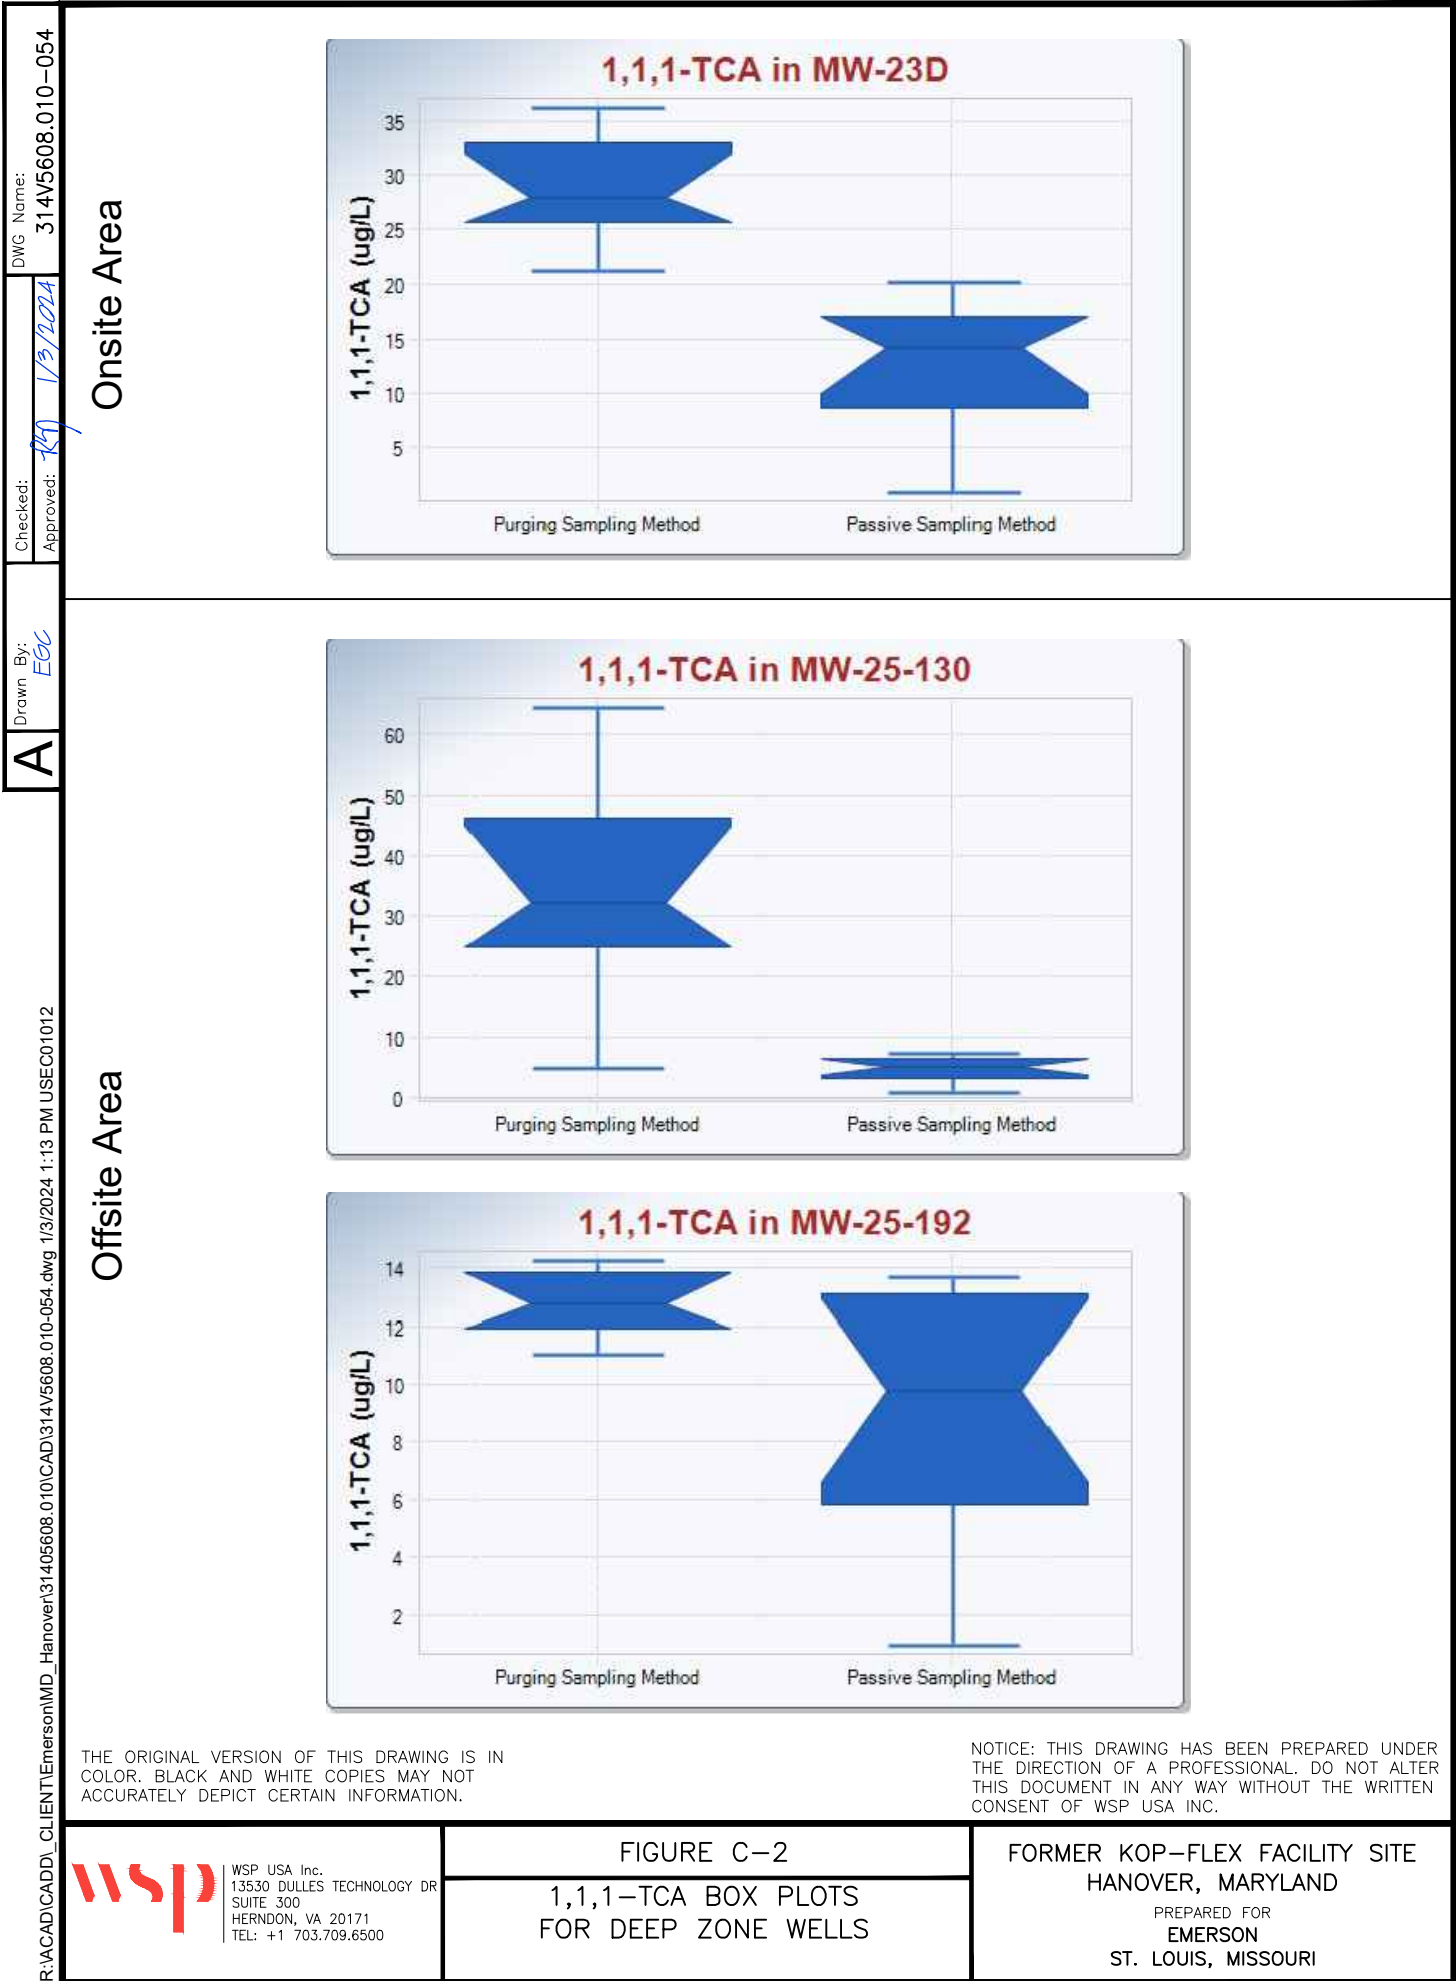 DWG Name:
314V5608.010-054
Checked:
Approved:
1/3/2024
Drawn By:
EGC
A
R:\ACAD\CADD\_CLIENT\Emerson\MD_Hanover\31405608.010\CAD\314V5608.010-054.dwg 1/3/2024 1:13 PM USEC01012
Onsite Area
1,1,1-TCA in MW-23D
1,1,1-TCA (ug/L)
35
30
25
20
15
10
5
Purging Sampling Method
Passive Sampling Method
Offsite Area
1,1,1-TCA in MW-25-130
1,1,1-TCA (ug/L)
60
50
40
30
20
10
0
Purging Sampling Method
Passive Sampling Method
1,1,1-TCA in MW-25-192
1,1,1-TCA (ug/L)
14
12
10
8
6
4
2
Purging Sampling Method
Passive Sampling Method
THE ORIGINAL VERSION OF THIS DRAWING IS IN
COLOR. BLACK AND WHITE COPIES MAY NOT
ACCURATELY DEPICT CERTAIN INFORMATION.
NOTICE: THIS DRAWING HAS BEEN PREPARED UNDER
THE DIRECTION OF A PROFESSIONAL. DO NOT ALTER
THIS DOCUMENT IN ANY WAY WITHOUT THE WRITTEN
CONSENT OF WSP USA INC.
wsp
WSP USA Inc.
13530 DULLES TECHNOLOGY DR
SUITE 300
HERNDON, VA 20171
TEL: +1 703.709.6500
FIGURE C-2
1,1,1-TCA BOX PLOTS
FOR DEEP ZONE WELLS
FORMER KOP-FLEX FACILITY SITE
HANOVER, MARYLAND
PREPARED FOR
EMERSON
ST. LOUIS, MISSOURI